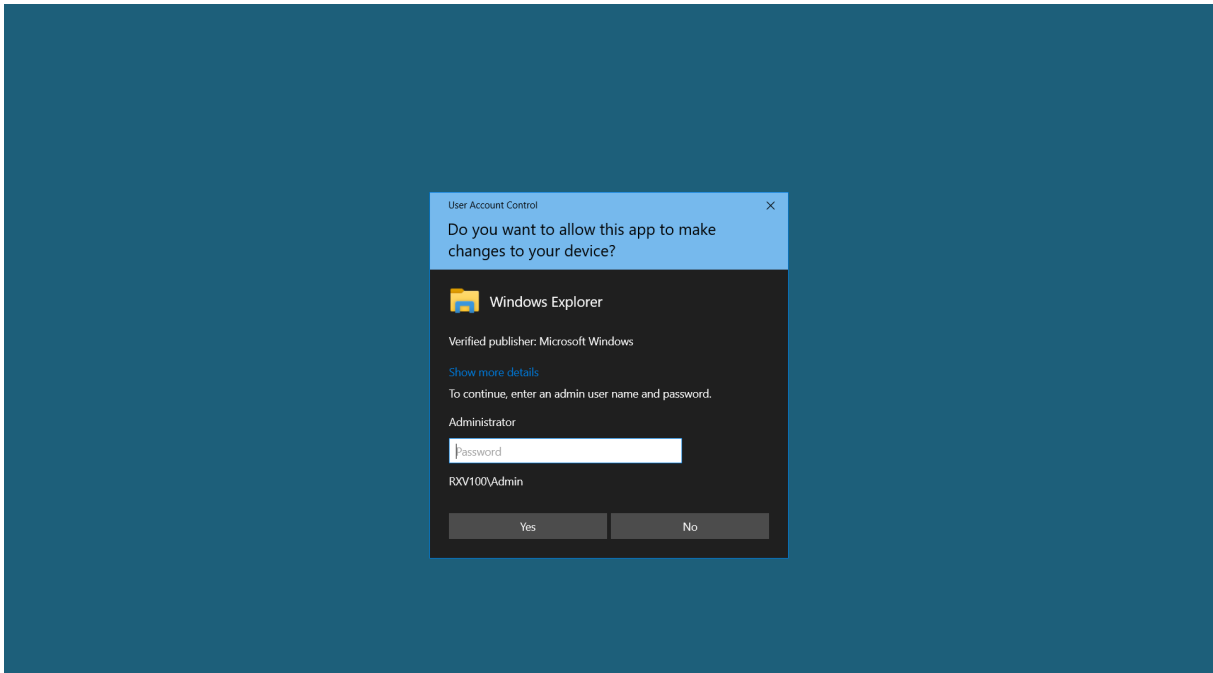 User Account Control
Do you want to allow this app to make
changes to your device?
Windows Explorer
Verified publisher: Microsoft Windows
Show more details
To continue, enter an admin user name and password.
Administrator
Password
RXV100\Admin
Yes
No